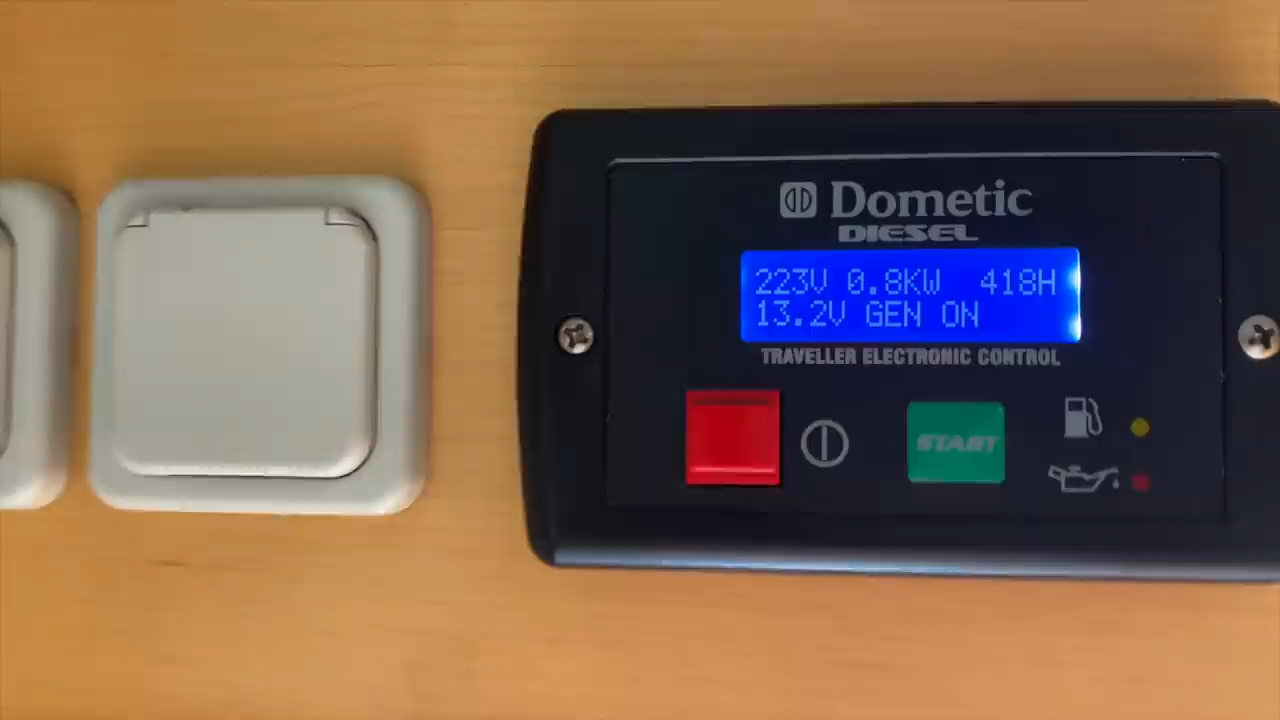 Dometic
DIESEL
223V 0.8KW 418H
13.2V GEN ON
TRAVELLER ELECTRONIC CONTROL
START